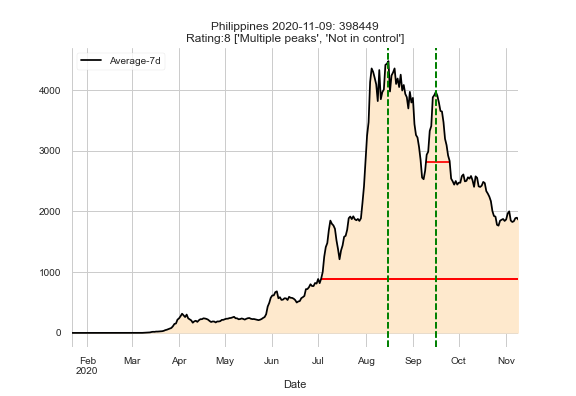 Philippines 2020-11-09: 398449
Rating:8 ['Multiple peaks', 'Not in control']
Average-7d
4000
3000
2000
1000
0
Feb Mar Apr May Jun Jul Aug Sep Oct Nov
2020
Date